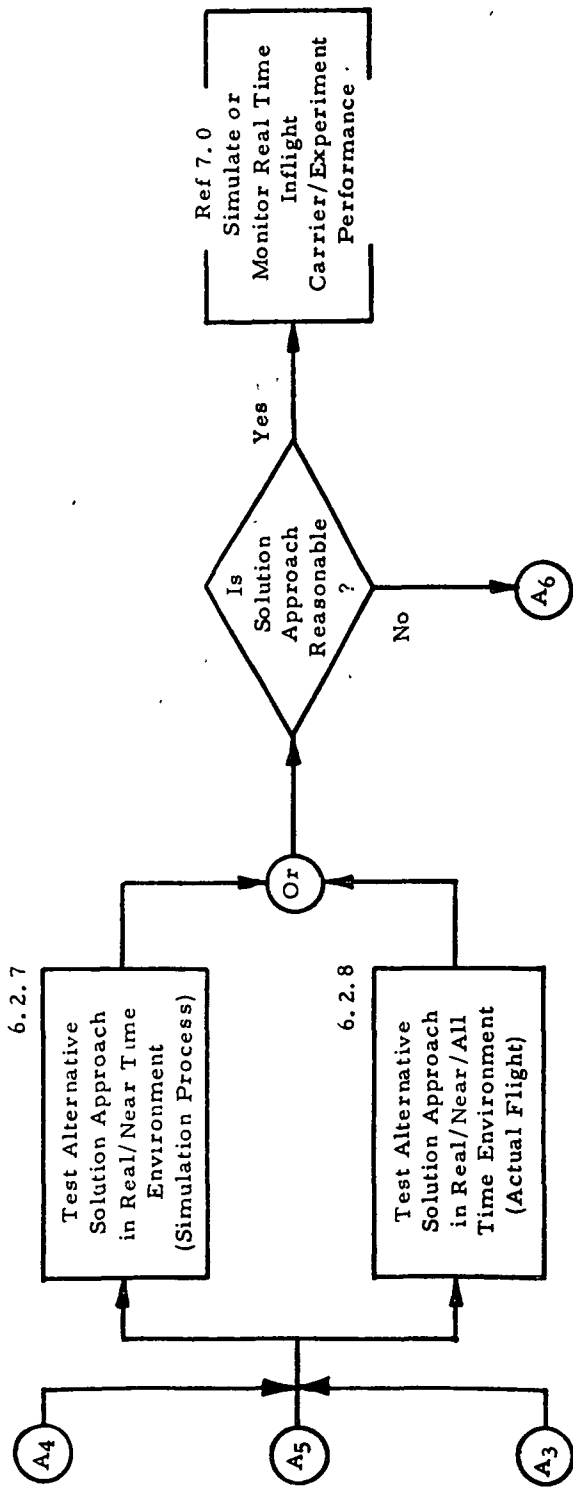 A4
A5
A3
6.2.7
Test Alternative
Solution Approach
in Real/Near Time
Environment
(Simulation Process)
6.2.8
Test Alternative
Solution Approach
in Real/Near/All
Time Environment
(Actual Flight)
Or
Is
Solution
Approach
Reasonable
?
Yes
No
A6
Ref 7.0
Simulate or
Monitor Real Time
Inflight
Carrier/Experiment
Performance